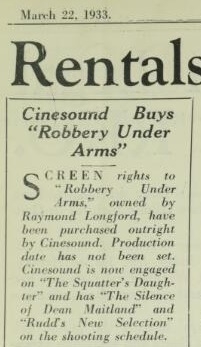 March 22, 1933.
Rentals
Cinesound Buys
"Robbery Under
Arms"
SCREEN rights to
"Robbery Under
Arms," owned by
Raymond Longford, have
been purchased outright
by Cinesound. Production
date has not been set.
Cinesound is now engaged
on "The Squatter's Daugh-
ter" and has "The Silence
of Dean Maitland" and
"Rudd's New Selection"
on the shooting schedule.